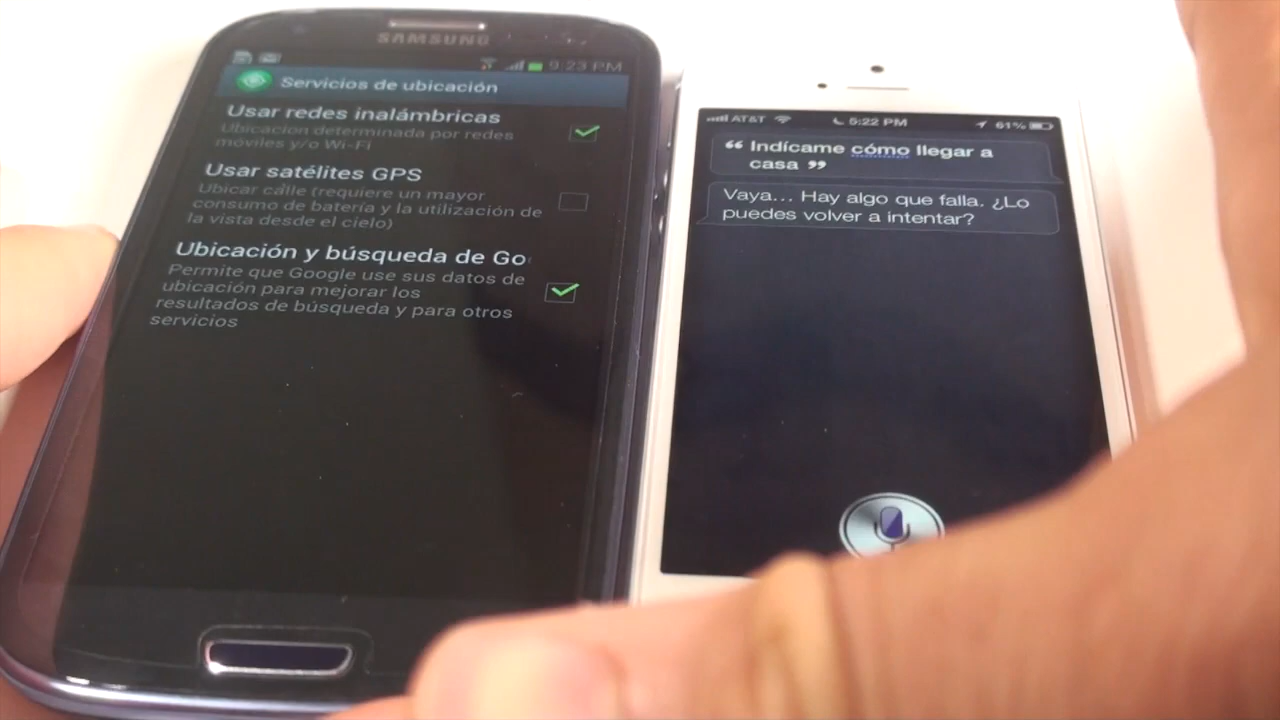 SAMSUNG
9:23 PM
Servicios de ubicación
Usar redes inalámbricas
Ubicación determinada por redes
móviles y/o Wi-Fi
Usar satélites GPS
Ubicar calle (requiere un mayor
consumo de batería y la utilización de
la vista desde el cielo)
Ubicación y búsqueda de Go
Permite que Google use sus datos de
ubicación para mejorar los
resultados de búsqueda y para otros
servicios
AT&T 5:22 PM 61%
“ Indícame cómo llegar a
casa ”
Vaya... Hay algo que falla. ¿Lo
puedes volver a intentar?